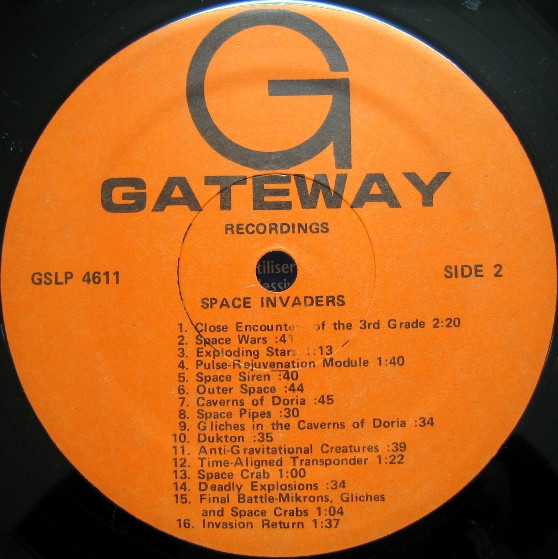 G
GATEWAY
RECORDINGS
GSLP 4611
SIDE 2
tiliser
lessiv
SPACE INVADERS
1. Close Encounte of the 3rd Grade 2:20
2. Space Wars :41
3. Exploding Stars 1:13
4. Pulse-Rejuvenation Module 1:40
5. Space Siren :40
6. Outer Space :44
7. Caverns of Doria :45
8. Space Pipes :30
9. Gliches in the Caverns of Doria :34
10. Dukton :35
11. Anti-Gravitational Creatures :39
12. Time-Aligned Transponder 1:22
13. Space Crab 1:00
14. Deadly Explosions :34
15. Final Battle-Mikrons, Gliches
and Space Crabs 1:04
16. Invasion Return 1:37